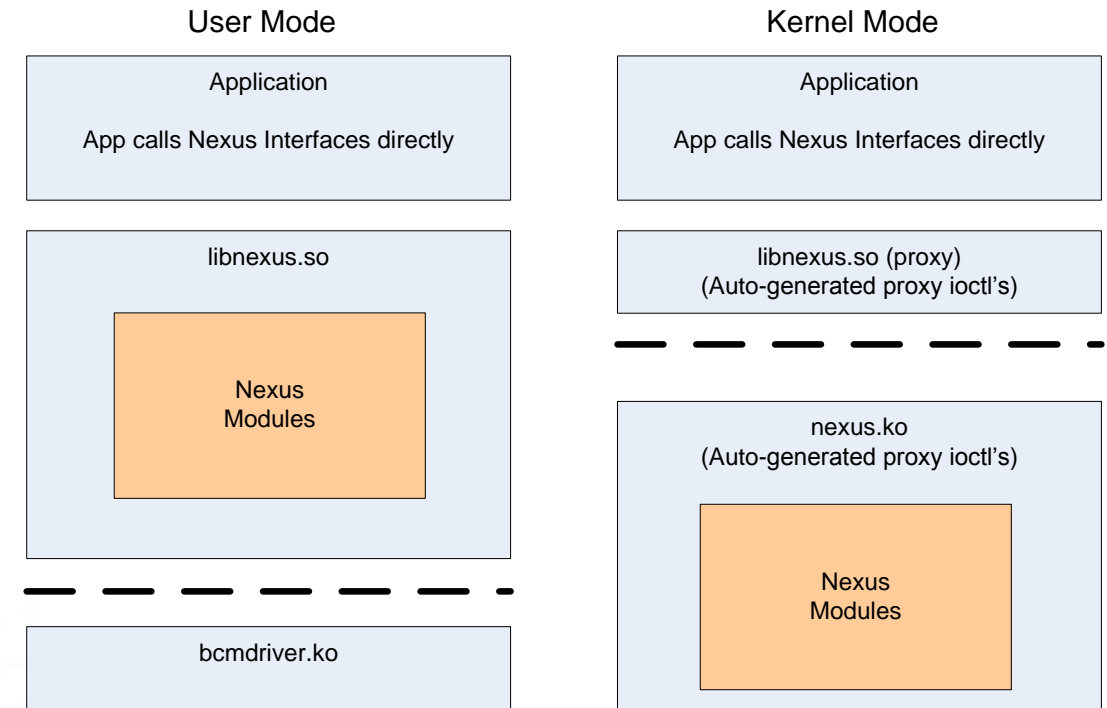 User Mode
Application
App calls Nexus Interfaces directly
libnexus.so
Nexus
Modules
bcmdriver.ko
Kernel Mode
Application
App calls Nexus Interfaces directly
libnexus.so (proxy)
(Auto-generated proxy ioctl’s)
nexus.ko
(Auto-generated proxy ioctl’s)
Nexus
Modules